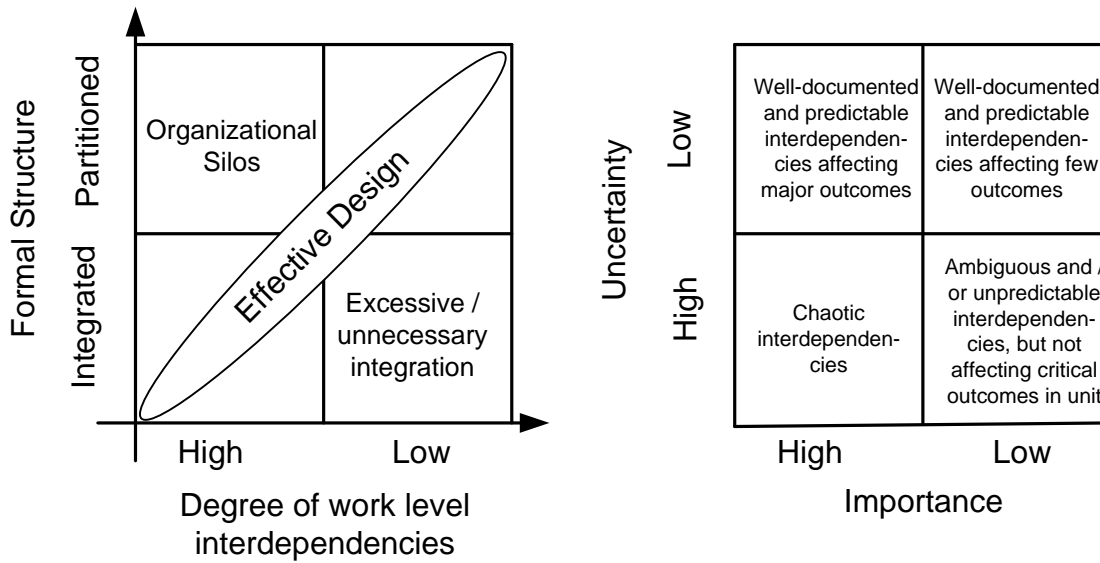 Formal Structure
Partitioned
Integrated
Organizational
Silos
Effective Design
Excessive /
unnecessary
integration
High
Low
Degree of work level
interdependencies
Uncertainty
Low
High
Well-documented
and predictable
interdependen-
cies affecting
major outcomes
Well-documented
and predictable
interdependen-
cies affecting few
outcomes
Chaotic
interdependen-
cies
Ambiguous and /
or unpredictable
interdependen-
cies, but not
affecting critical
outcomes in unit
High
Low
Importance